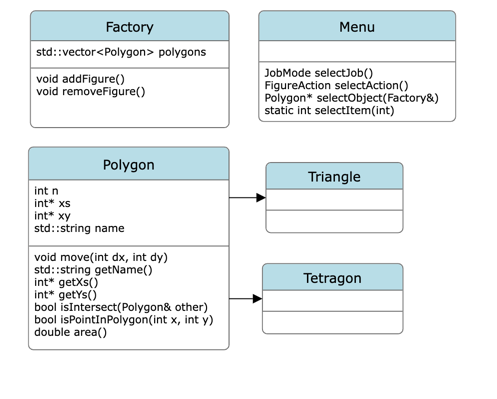 Factory
std::vector<Polygon> polygons
void addFigure()
void removeFigure()
Menu
JobMode selectJob()
FigureAction selectAction()
Polygon* selectObject(Factory&)
static int selectItem(int)
Polygon
int n
int* xs
int* xy
std::string name
void move(int dx, int dy)
std::string getName()
int* getXs()
int* getYs()
bool isIntersect(Polygon& other)
bool isPointInPolygon(int x, int y)
double area()
Triangle
Tetragon